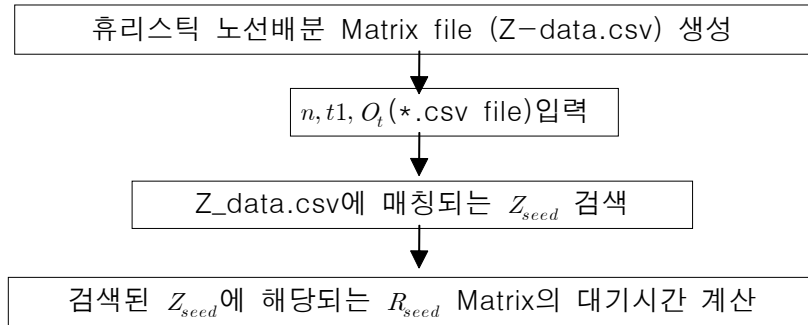 휴리스틱 노선배분 Matrix file (Z-data.csv) 생성
n, t1, O_t(*.csv file)입력
Z_data.csv에 매칭되는 Z_seed 검색
검색된 Z_seed에 해당되는 R_seed Matrix의 대기시간 계산